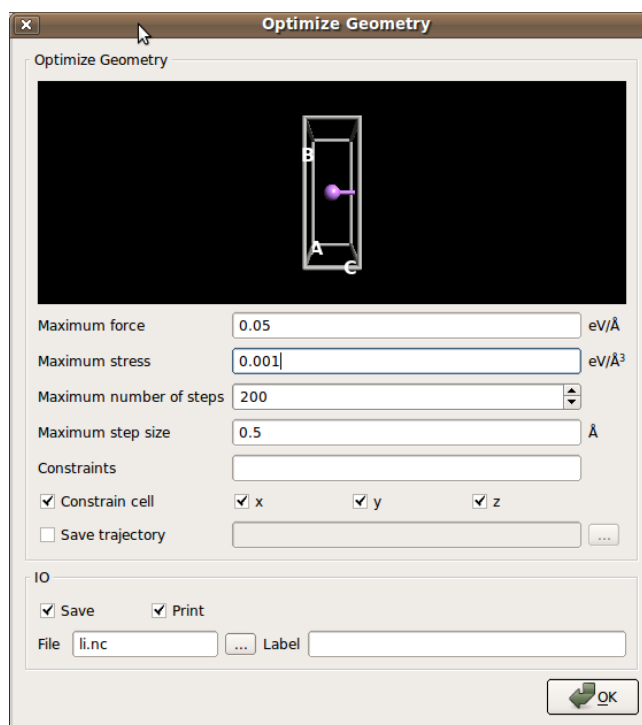 Optimize Geometry
Optimize Geometry
B
A
C
Maximum force 0.05 eV/Å
Maximum stress 0.001 eV/Å³
Maximum number of steps 200
Maximum step size 0.5 Å
Constraints
Constrain cell x y z
Save trajectory ...
IO
Save Print
File li.nc ... Label
OK